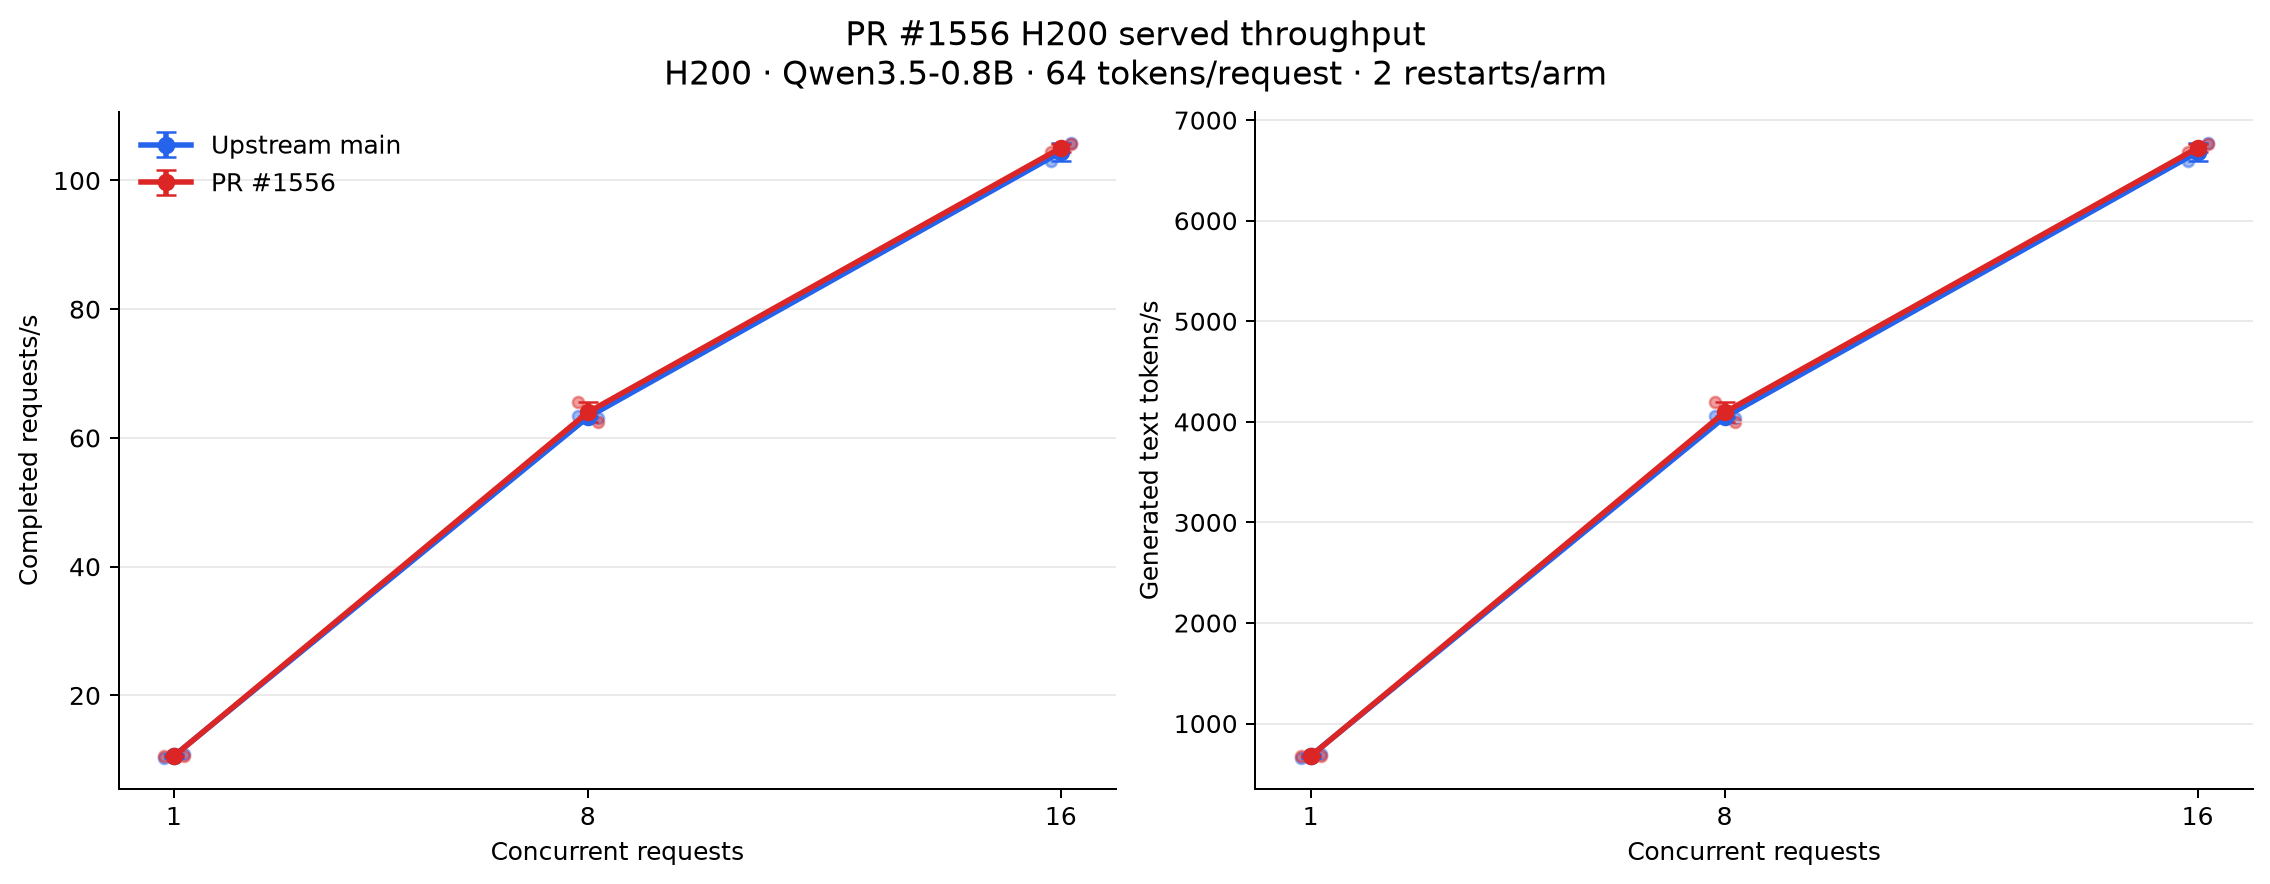 PR #1556 H200 served throughput
H200 · Qwen3.5-0.8B · 64 tokens/request · 2 restarts/arm
Upstream main
PR #1556
Completed requests/s
100
80
60
40
20
1
8
16
Concurrent requests
Generated text tokens/s
7000
6000
5000
4000
3000
2000
1000
1
8
16
Concurrent requests